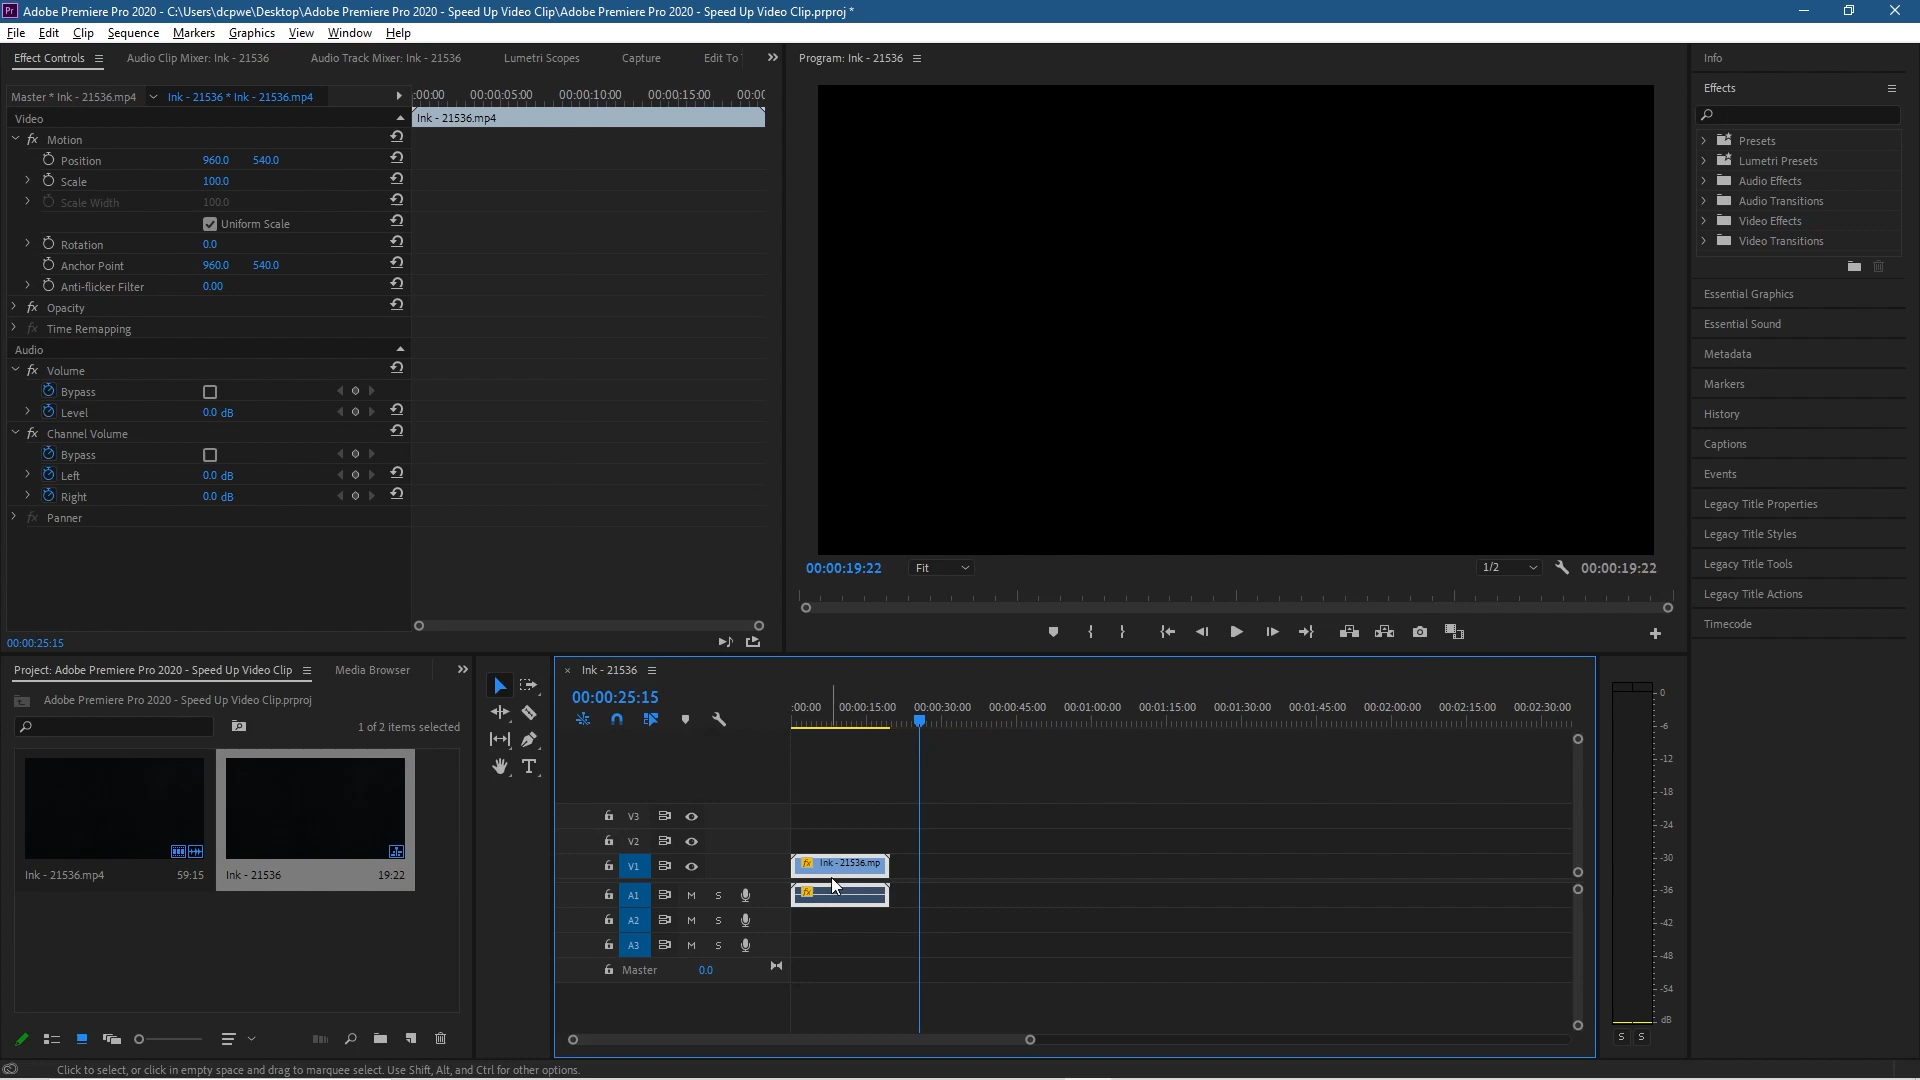 Pr Adobe Premiere Pro 2020 - C:\Users\dcpwe\Desktop\Adobe Premiere Pro 2020 - Speed Up Video Clip\Adobe Premiere Pro 2020 - Speed Up Video Clip.prproj *
File Edit Clip Sequence Markers Graphics View Window Help
Effect Controls Audio Clip Mixer: Ink - 21536 Audio Track Mixer: Ink - 21536 Lumetri Scopes Capture Edit To
Master * Ink - 21536.mp4 Ink - 21536 * Ink - 21536.mp4
:00:00 00:00:05:00 00:00:10:00 00:00:15:00 00:0
Ink - 21536.mp4
Video
fx Motion
Position 960.0 540.0
Scale 100.0
Scale Width 100.0
Uniform Scale
Rotation 0.0
Anchor Point 960.0 540.0
Anti-flicker Filter 0.00
fx Opacity
fx Time Remapping
Audio
fx Volume
Bypass
Level 0.0 dB
fx Channel Volume
Bypass
Left 0.0 dB
Right 0.0 dB
fx Panner
00:00:25:15
Program: Ink - 21536
00:00:19:22 Fit 1/2 00:00:19:22
Info
Effects
Presets
Lumetri Presets
Audio Effects
Audio Transitions
Video Effects
Video Transitions
Essential Graphics
Essential Sound
Metadata
Markers
History
Captions
Events
Legacy Title Properties
Legacy Title Styles
Legacy Title Tools
Legacy Title Actions
Timecode
Project: Adobe Premiere Pro 2020 - Speed Up Video Clip Media Browser
Adobe Premiere Pro 2020 - Speed Up Video Clip.prproj
1 of 2 items selected
Ink - 21536.mp4 59:15
Ink - 21536 19:22
Ink - 21536
00:00:25:15
:00:00 00:00:15:00 00:00:30:00 00:00:45:00 00:01:00:00 00:01:15:00 00:01:30:00 00:01:45:00 00:02:00:00 00:02:15:00 00:02:30:00
V3
V2
V1 fx Ink - 21536.mp
A1 M S fx
A2 M S
A3 M S
Master 0.0
0
-6
-12
-18
-24
-30
-36
-42
-48
-54
dB
S S
Click to select, or click in empty space and drag to marquee select. Use Shift, Alt, and Ctrl for other options.